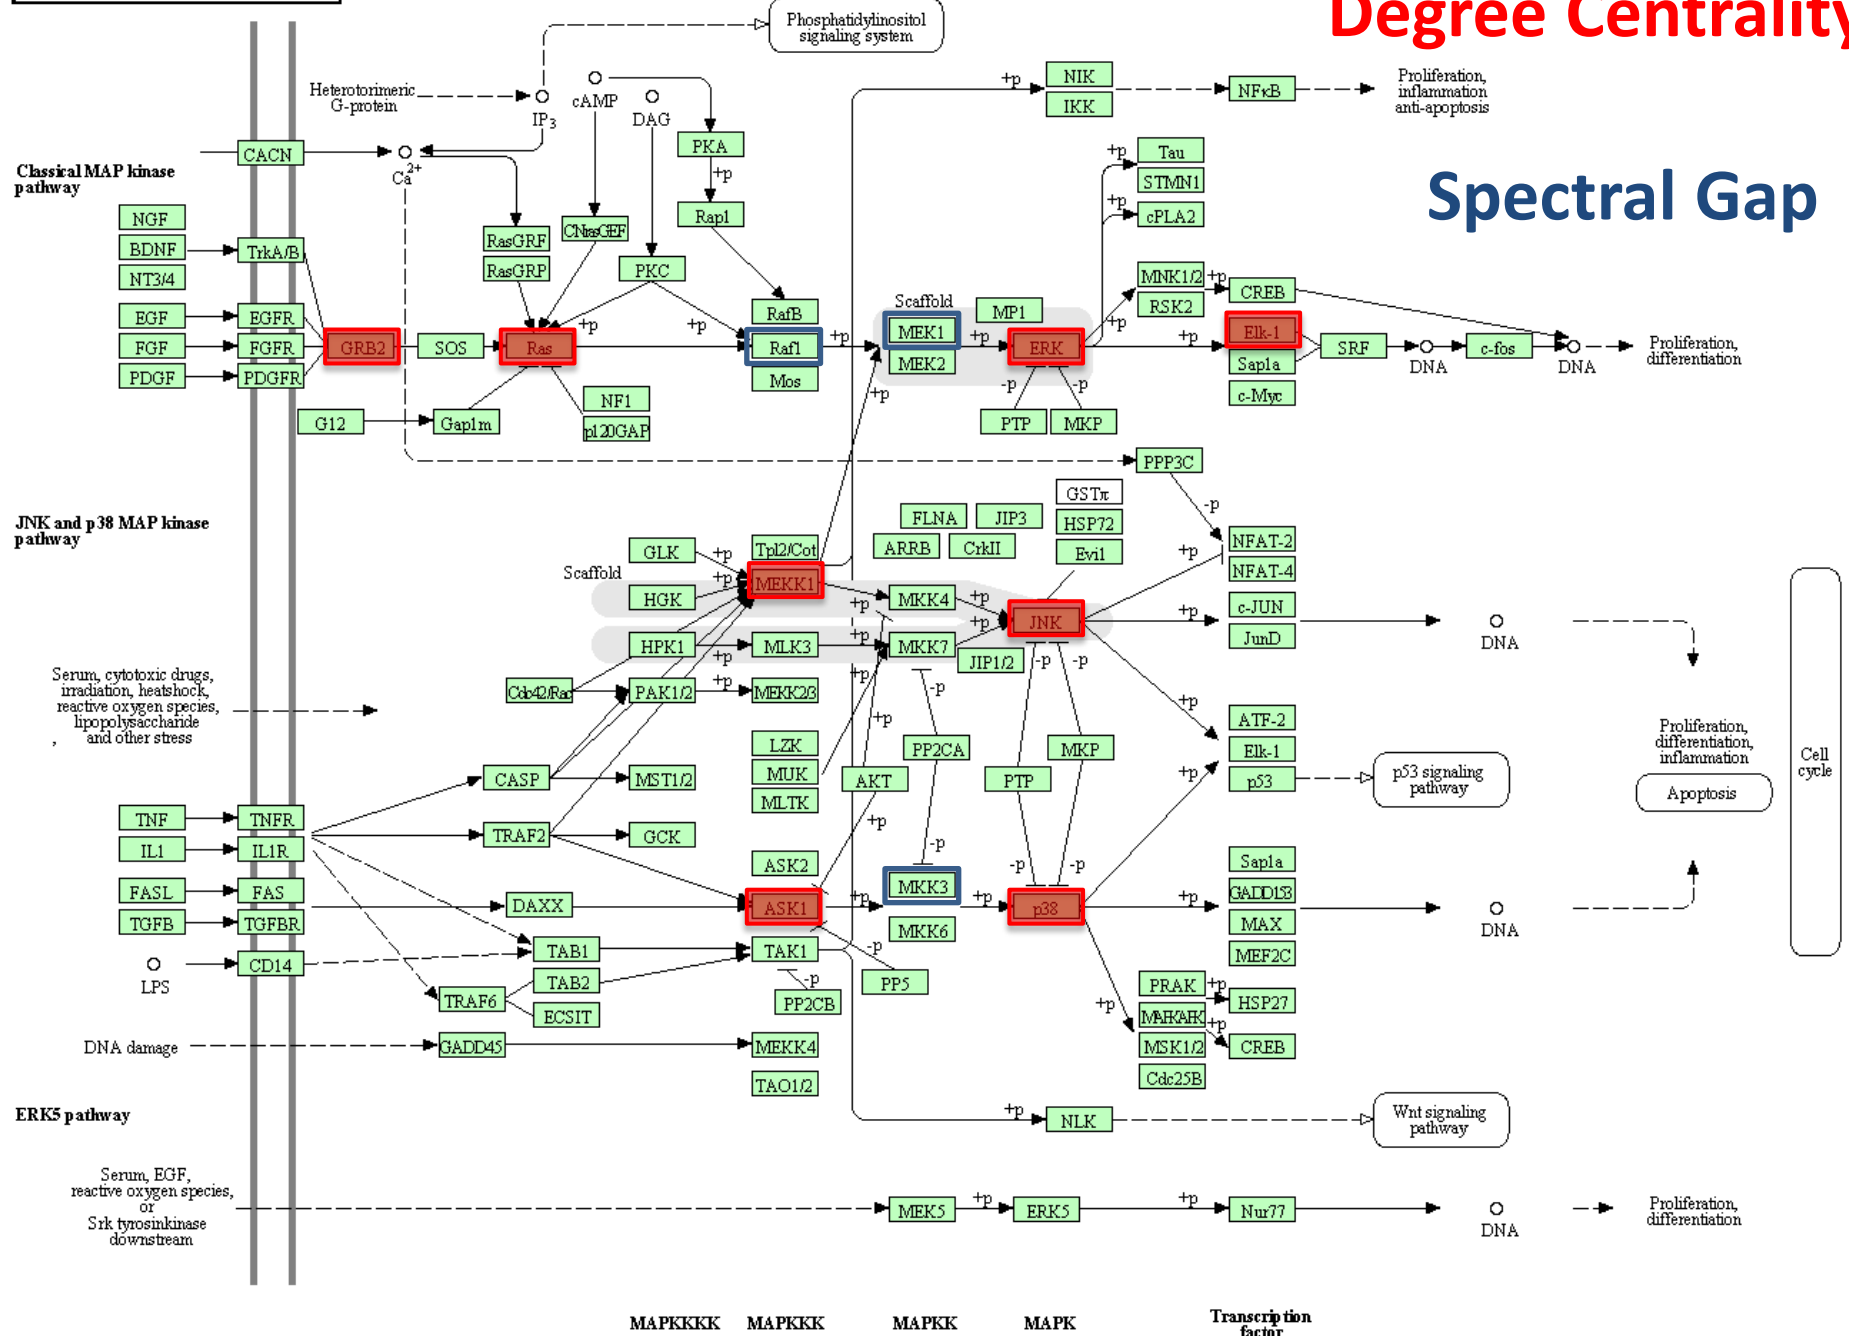 Degree Centrality
Spectral Gap
Phosphatidylinositol
signaling system
Heterotorimeric
G-protein
IP3
cAMP
DAG
+p
NIK
IKK
NFκB
Proliferation,
inflammation
anti-apoptosis
CACN
Ca2+
PKA
+p
Rap1
Classical MAP kinase
pathway
+p
Tau
STMN1
+p
cPLA2
NGF
BDNF
NT3/4
TrkA/B
RasGRF
RasGRP
CNrasGEF
PKC
EGF
FGF
PDGF
EGFR
FGFR
PDGFR
GRB2
SOS
Ras
+p
+p
RafB
Raf1
Mos
+p
Scaffold
MEK1
MEK2
+p
MP1
ERK
MNK1/2
RSK2
+p
+p
+p
CREB
Elk-1
Sap1a
c-Myc
SRF
DNA
c-fos
DNA
Proliferation,
differentiation
G12
Gap1m
NF1
p120GAP
+p
-p
-p
PTP
MKP
PPP3C
-p
JNK and p38 MAP kinase
pathway
GSTπ
HSP72
Evi1
FLNA
JIP3
ARRB
CrkII
NFAT-2
NFAT-4
+p
Scaffold
GLK
HGK
HPK1
+p
+p
+p
Tpl2/Cot
MEKK1
MLK3
+p
+p
+p
MKK4
MKK7
+p
+p
JNK
JIP1/2
+p
c-JUN
JunD
DNA
Serum, cytotoxic drugs,
irradiation, heatshock,
reactive oxygen species,
lipopolysaccharide
and other stress
,
Cdc42/Rac
PAK1/2
+p
MEKK2/3
-p
-p
-p
+p
+p
LZK
MUK
MLTK
AKT
PP2CA
PTP
MKP
ATF-2
Elk-1
p53
+p
p53 signaling
pathway
Proliferation,
differentiation,
inflammation
Apoptosis
Cell
cycle
CASP
MST1/2
TNF
IL1
FASL
TGFB
TNFR
IL1R
FAS
TGFBR
TRAF2
GCK
DAXX
ASK2
ASK1
+p
+p
-p
MKK3
MKK6
+p
-p
-p
p38
+p
Sap1a
GADD153
MAX
MEF2C
DNA
LPS
CD14
TAB1
TAB2
ECSIT
TRAF6
TAK1
-p
PP2CB
-p
PP5
+p
PRAK
MAPKAPK
MSK1/2
Cdc25B
+p
+p
HSP27
CREB
DNA damage
GADD45
MEKK4
TAO1/2
ERK5 pathway
+p
NLK
Wnt signaling
pathway
Serum, EGF,
reactive oxygen species,
or
Srk tyrosinkinase
downstream
MEK5
+p
ERK5
+p
Nur77
DNA
Proliferation,
differentiation
MAPKKKK
MAPKKK
MAPKK
MAPK
Transcription
factor